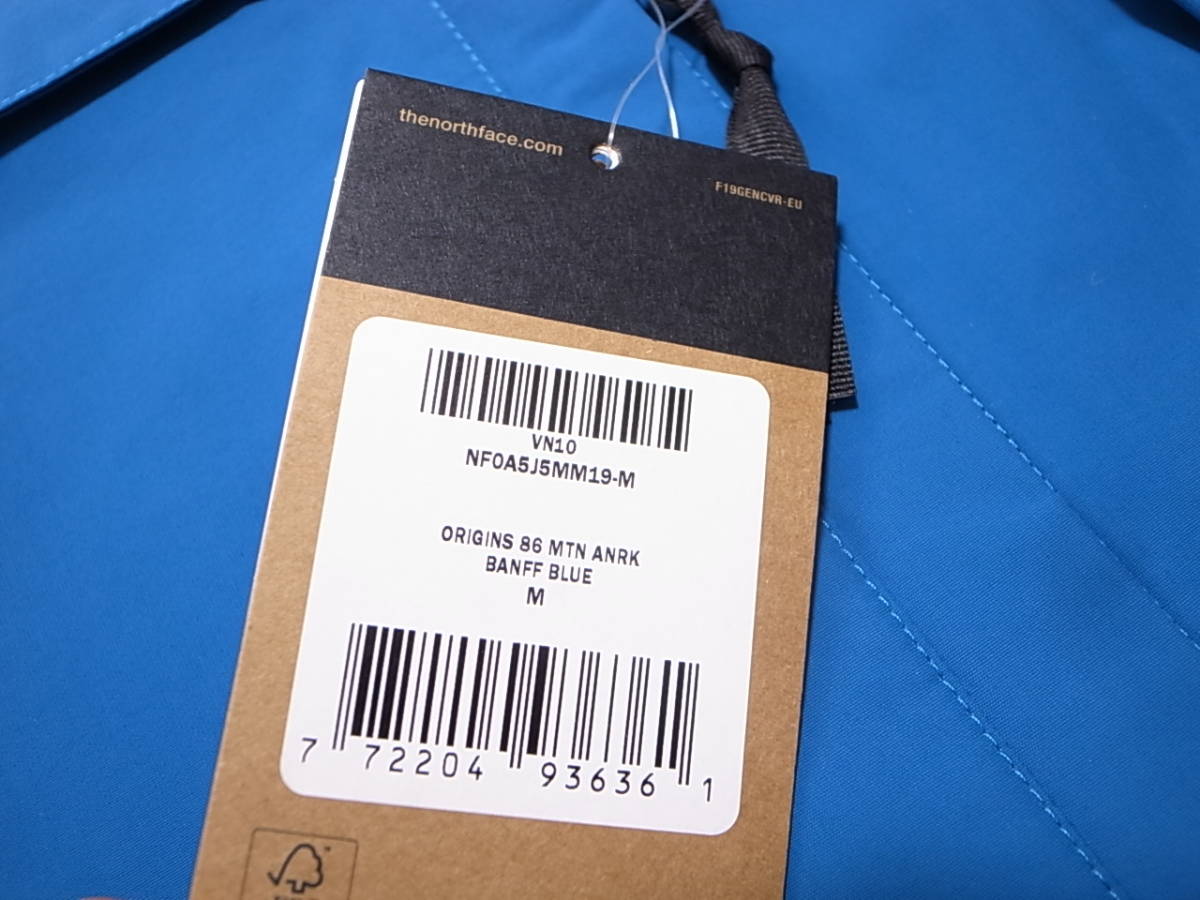 thenorthface.com
F19GENCVR-EU
VN10
NF0A5J5MM19-M
ORIGINS 86 MTN ANRK
BANFF BLUE
M
7 72204 93636 1